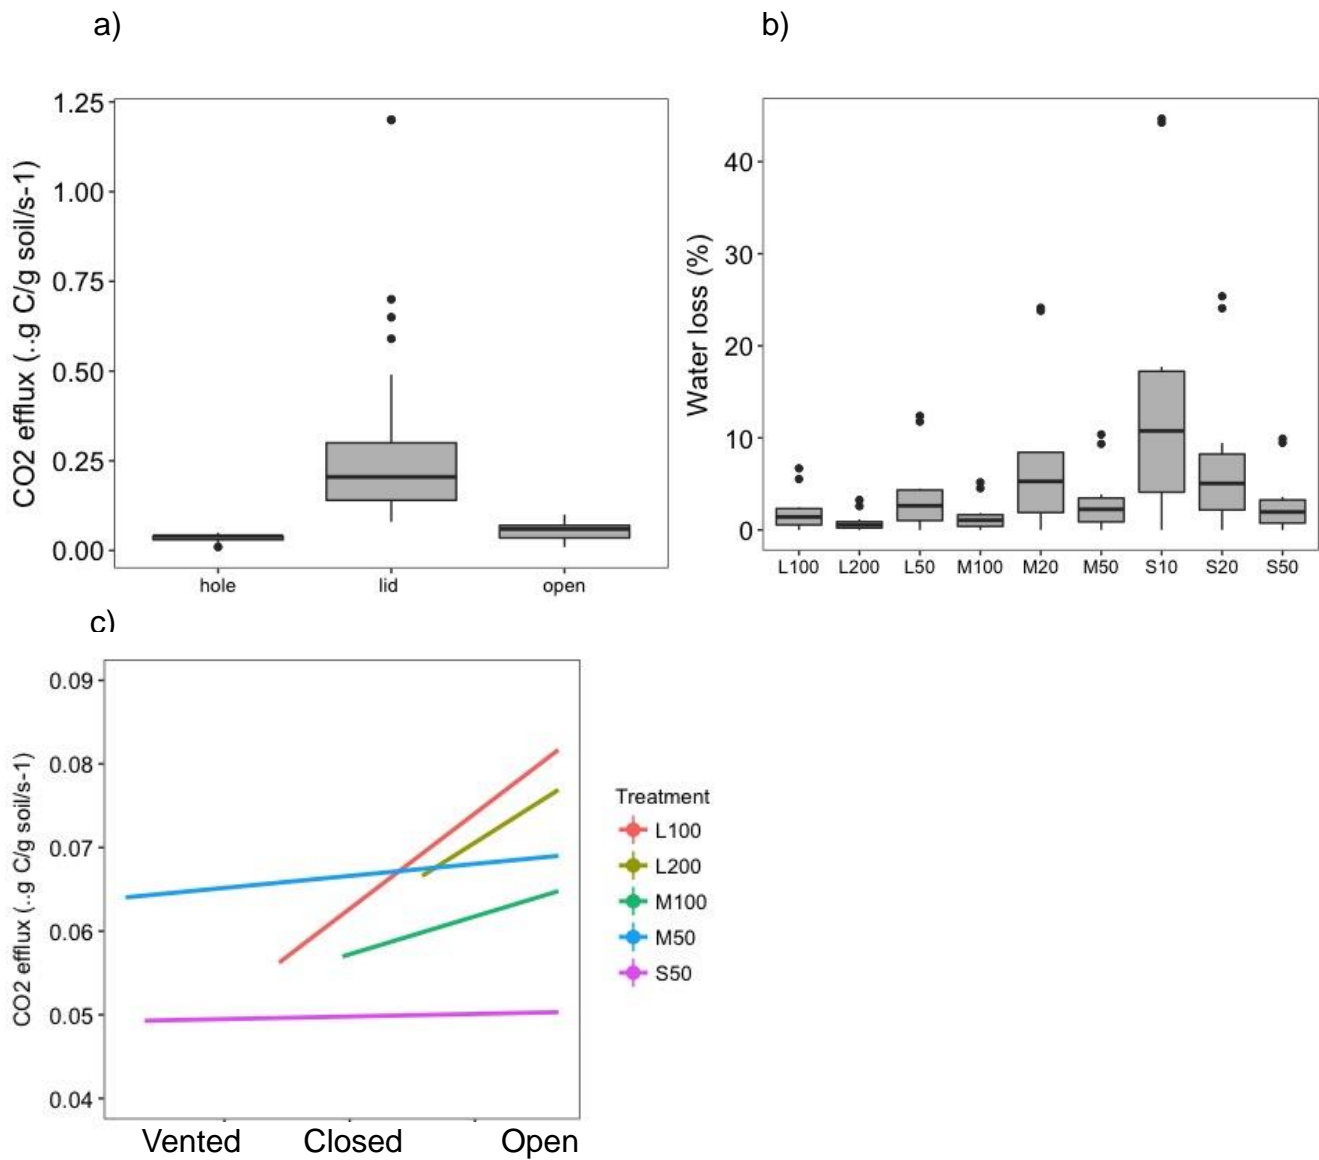 a)
CO2 efflux (..g C/g soil/s-1)
1.25
1.00
0.75
0.50
0.25
0.00
hole lid open
b)
Water loss (%)
40
30
20
10
0
L100 L200 L50 M100 M20 M50 S10 S20 S50
c)
CO2 efflux (..g C/g soil/s-1)
0.09
0.08
0.07
0.06
0.05
0.04
Vented Closed Open
Treatment
L100
L200
M100
M50
S50